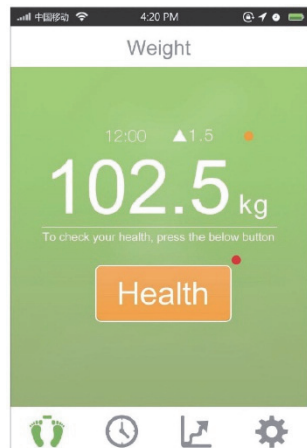 中国移动 4:20 PM
Weight
12:00 ▲1.5
102.5 kg
To check your health, press the below button
Health